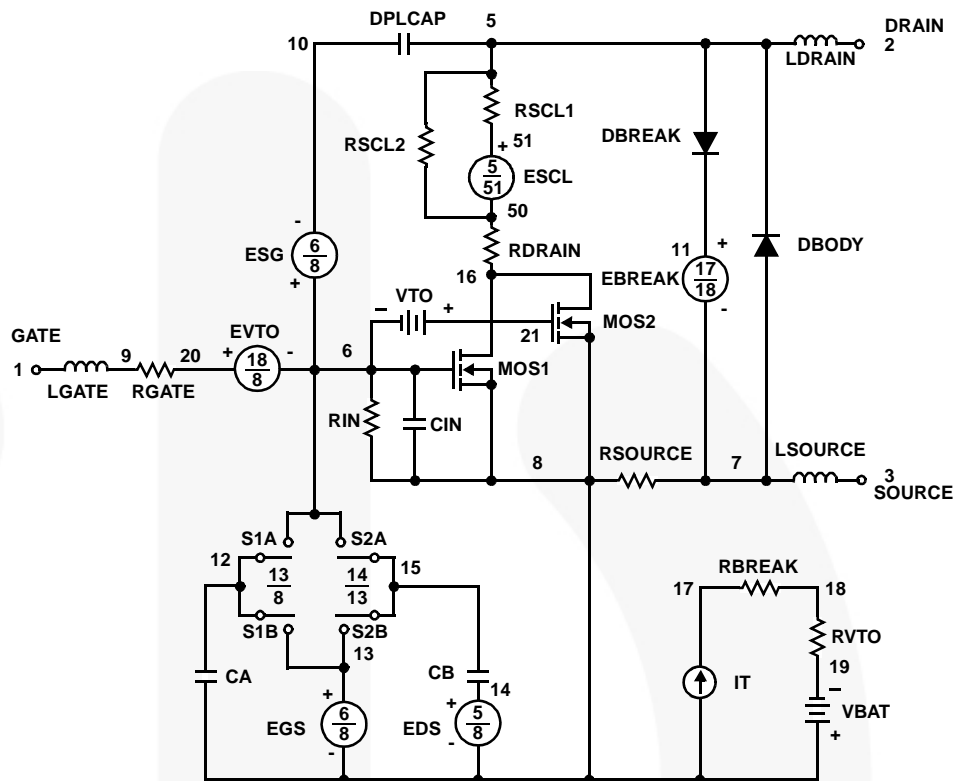 DPLCAP
5
DRAIN
10
2
LDRAIN
RSCL1
RSCL2
DBREAK
+
51
5
51
ESCL
50
-
ESG
6
8
+
RDRAIN
11
+
DBODY
16
EBREAK
17
18
-
VTO
-
+
MOS2
GATE
EVTO
21
1
9
20
+
18
8
-
6
MOS1
LGATE
RGATE
RIN
CIN
8
RSOURCE
7
LSOURCE
3
SOURCE
S1A
S2A
12
13
8
14
13
15
RBREAK
17
18
S1B
S2B
13
RVTO
CA
CB
14
19
IT
-
VBAT
+
+
EGS
6
8
-
+
EDS
5
8
-